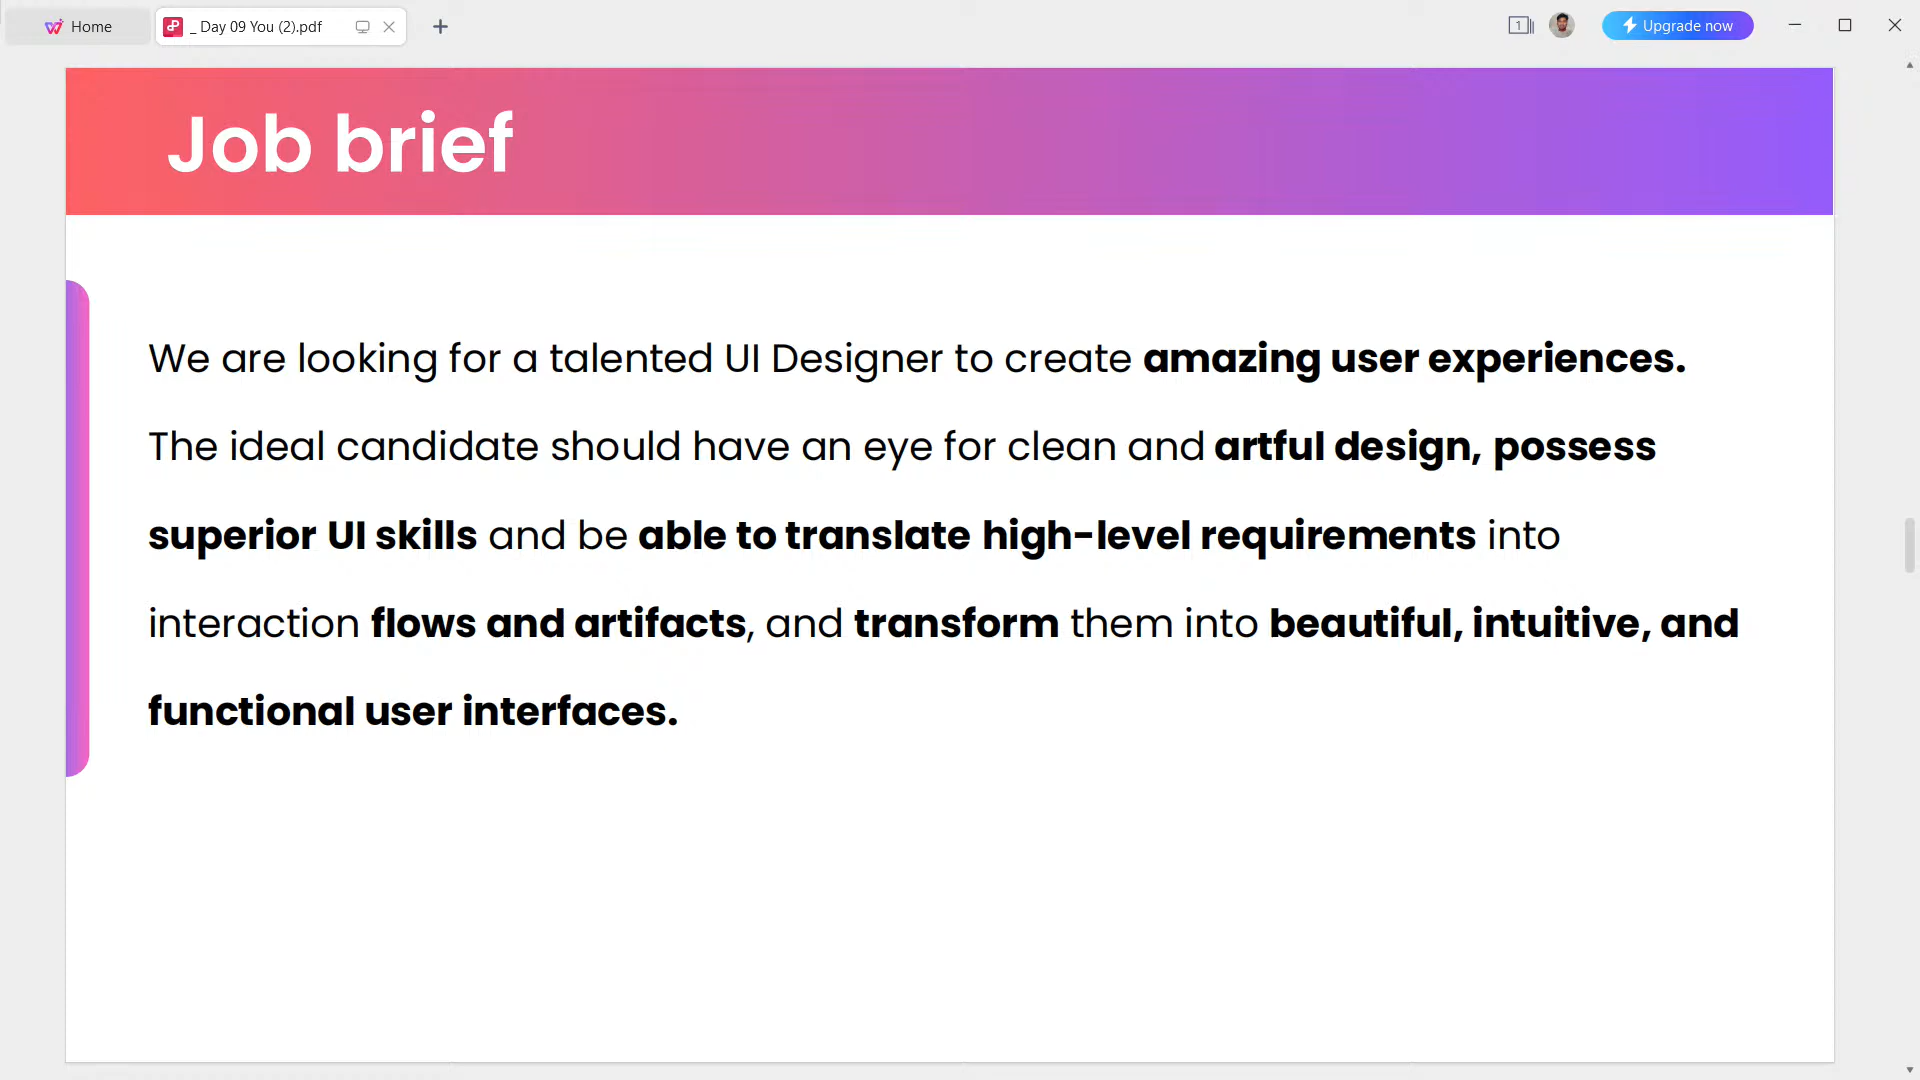 Home
_ Day 09 You (2).pdf
1
Upgrade now
Job brief
We are looking for a talented UI Designer to create amazing user experiences.
The ideal candidate should have an eye for clean and artful design, possess
superior UI skills and be able to translate high-level requirements into
interaction flows and artifacts, and transform them into beautiful, intuitive, and
functional user interfaces.